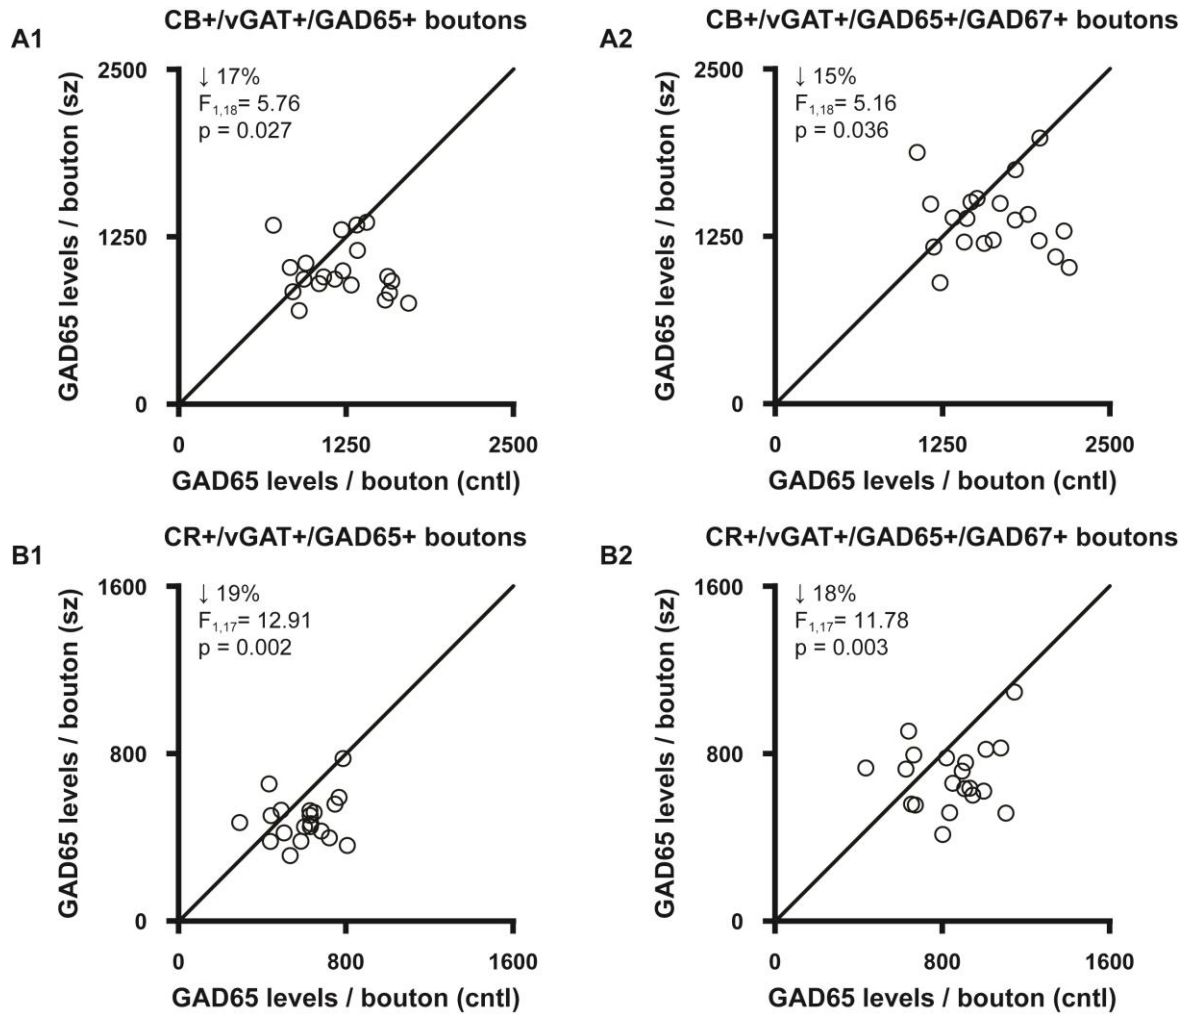 CB+/vGAT+/GAD65+ boutons
A1
2500
↓ 17%
F1,18= 5.76
p = 0.027
GAD65 levels / bouton (sz)
1250
0
0 1250 2500
GAD65 levels / bouton (cntl)
CB+/vGAT+/GAD65+/GAD67+ boutons
A2
2500
↓ 15%
F1,18= 5.16
p = 0.036
GAD65 levels / bouton (sz)
1250
0
0 1250 2500
GAD65 levels / bouton (cntl)
CR+/vGAT+/GAD65+ boutons
B1
1600
↓ 19%
F1,17= 12.91
p = 0.002
GAD65 levels / bouton (sz)
800
0
0 800 1600
GAD65 levels / bouton (cntl)
CR+/vGAT+/GAD65+/GAD67+ boutons
B2
1600
↓ 18%
F1,17= 11.78
p = 0.003
GAD65 levels / bouton (sz)
800
0
0 800 1600
GAD65 levels / bouton (cntl)